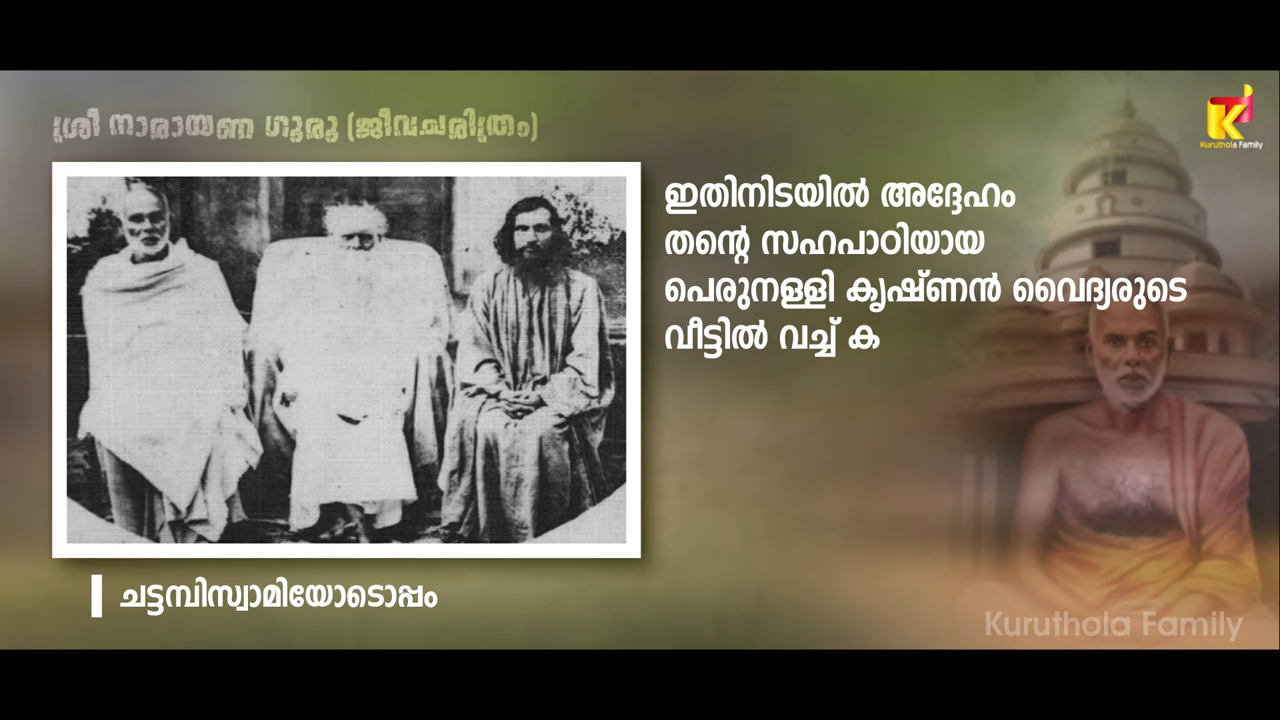 ശ്രീ നാരായണ ഗുരു (ജീവചരിത്രം)
Kuruthola Family
ഇതിനിടയിൽ അദ്ദേഹം
തന്റെ സഹപാഠിയായ
പെരുനള്ളി കൃഷ്ണൻ വൈദ്യരുടെ
വീട്ടിൽ വച്ച് ക
ചട്ടമ്പിസ്വാമിയോടൊപ്പം
Kuruthola Family